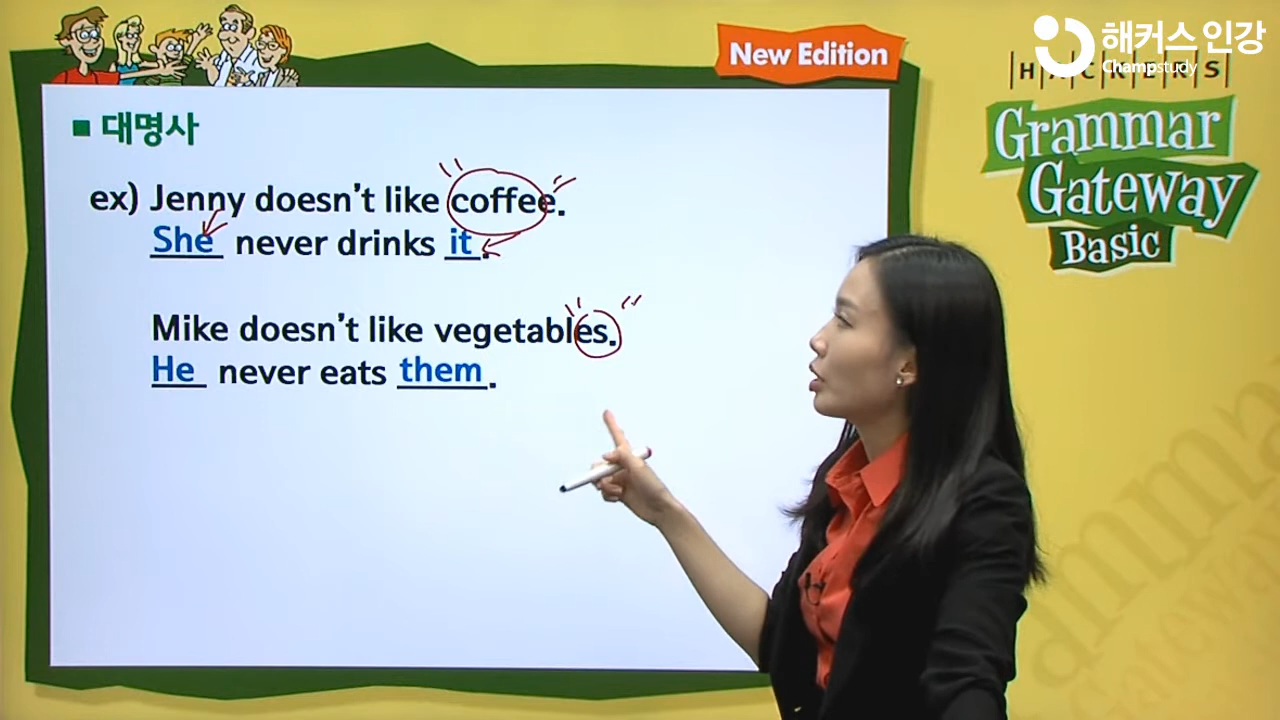 New Edition
해커스 인강
Champstudy
HACKERS
Grammar
Gateway
Basic
■ 대명사
ex) Jenny doesn't like coffee.
She never drinks it.
Mike doesn't like vegetables.
He never eats them.